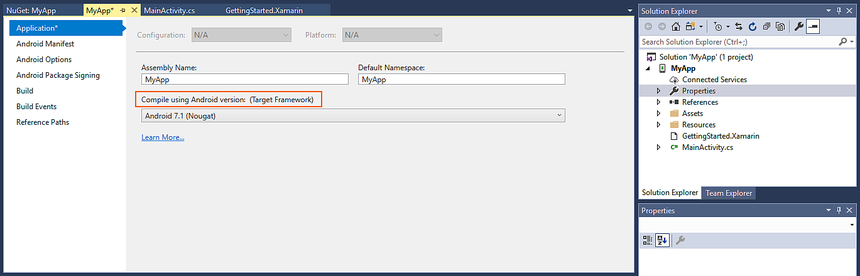 NuGet: MyApp
MyApp*
MainActivity.cs
GettingStarted.Xamarin
Application*
Android Manifest
Android Options
Android Package Signing
Build
Build Events
Reference Paths
Configuration: N/A
Platform: N/A
Assembly Name:
Default Namespace:
MyApp
MyApp
Compile using Android version: (Target Framework)
Android 7.1 (Nougat)
Learn More...
Solution Explorer
Search Solution Explorer (Ctrl+;)
Solution 'MyApp' (1 project)
MyApp
Connected Services
Properties
References
Assets
Resources
GettingStarted.Xamarin
C# MainActivity.cs
Solution Explorer
Team Explorer
Properties